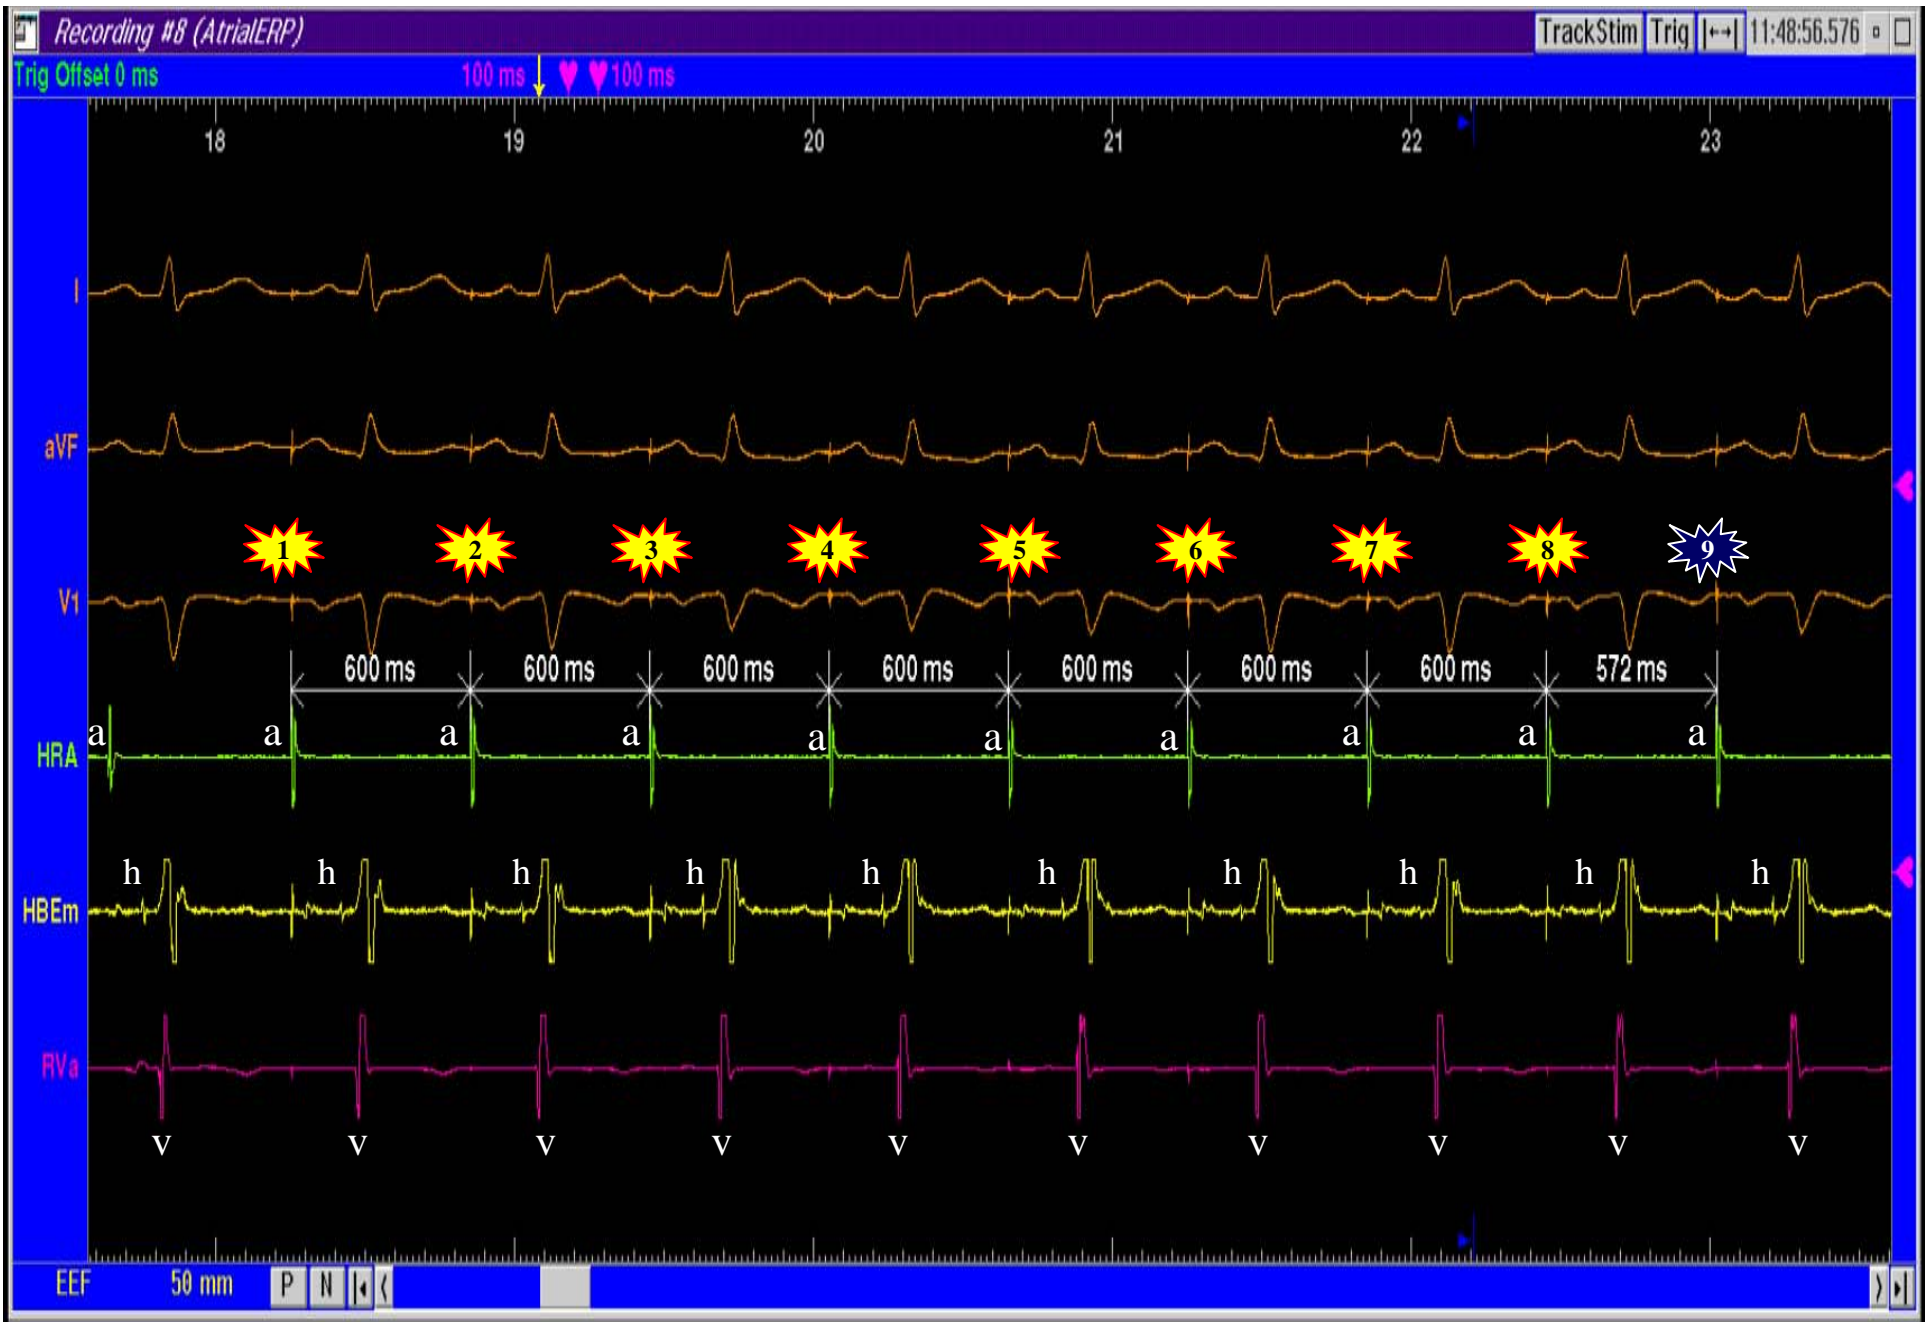 Recording #8 (AtrialERP) TrackStim Trig |←→| 11:48:56.576
Trig Offset 0 ms 100 ms 100 ms
18 19 20 21 22 23
I
aVF
1 2 3 4 5 6 7 8 9
V1
600 ms 600 ms 600 ms 600 ms 600 ms 600 ms 600 ms 572 ms
a a a a a a a a a a
HRA
h h h h h h h h h h
HBEm
RVa
v v v v v v v v v v
EEF 50 mm P N